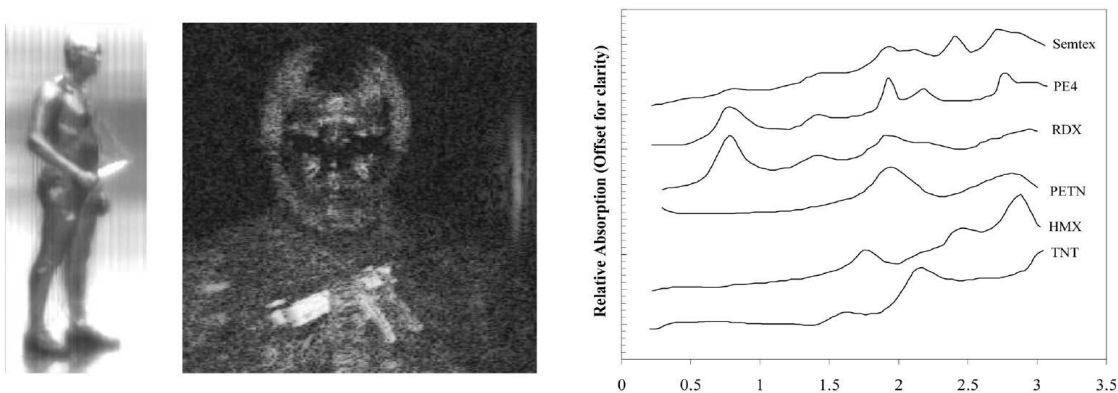 Relative Absorption (Offset for clarity)
Semtex
PE4
RDX
PETN
HMX
TNT
0 0.5 1 1.5 2 2.5 3 3.5